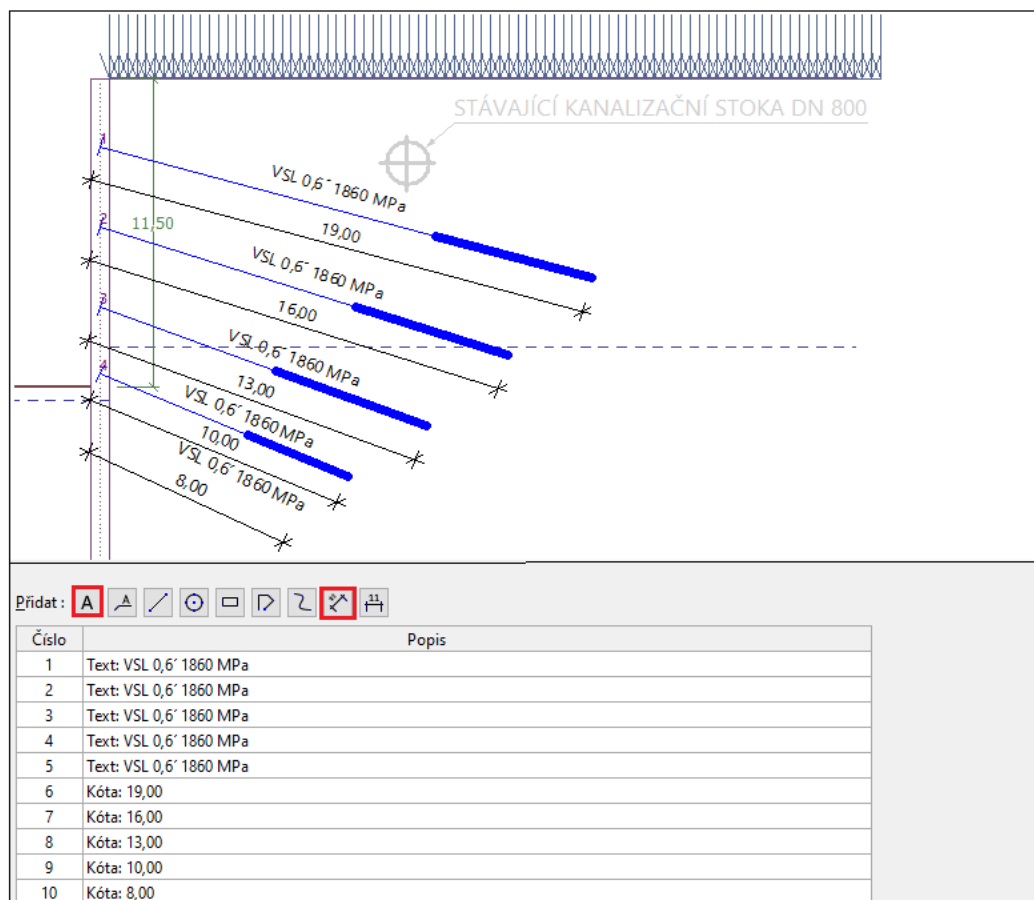 STÁVAJÍCÍ KANALIZAČNÍ STOKA DN 800
1
VSL 0,6´ 1860 MPa
19,00
2
11,50
VSL 0,6´ 1860 MPa
16,00
3
VSL 0,6´ 1860 MPa
13,00
4
VSL 0,6´ 1860 MPa
10,00
VSL 0,6´ 1860 MPa
8,00
Přidat :
A
A
11
Číslo Popis
1 Text: VSL 0,6´ 1860 MPa
2 Text: VSL 0,6´ 1860 MPa
3 Text: VSL 0,6´ 1860 MPa
4 Text: VSL 0,6´ 1860 MPa
5 Text: VSL 0,6´ 1860 MPa
6 Kóta: 19,00
7 Kóta: 16,00
8 Kóta: 13,00
9 Kóta: 10,00
10 Kóta: 8,00